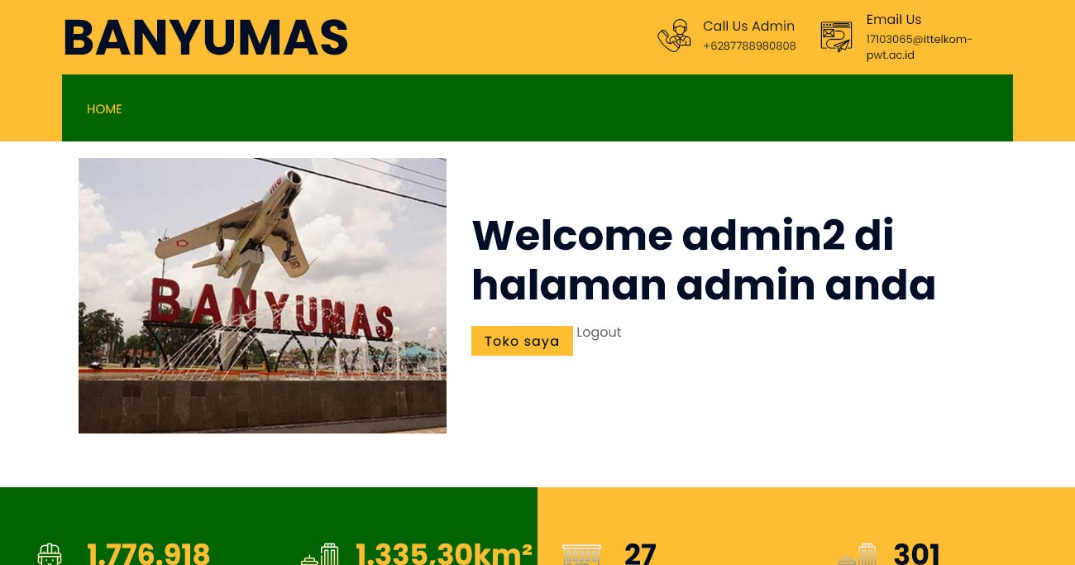 BANYUMAS
Call Us Admin
+6287788980808
Email Us
17103065@ittelkom-
pwt.ac.id
HOME
BANYUMAS
Welcome admin2 di
halaman admin anda
Toko saya
Logout
1.776.918
1.335,30km²
27
301